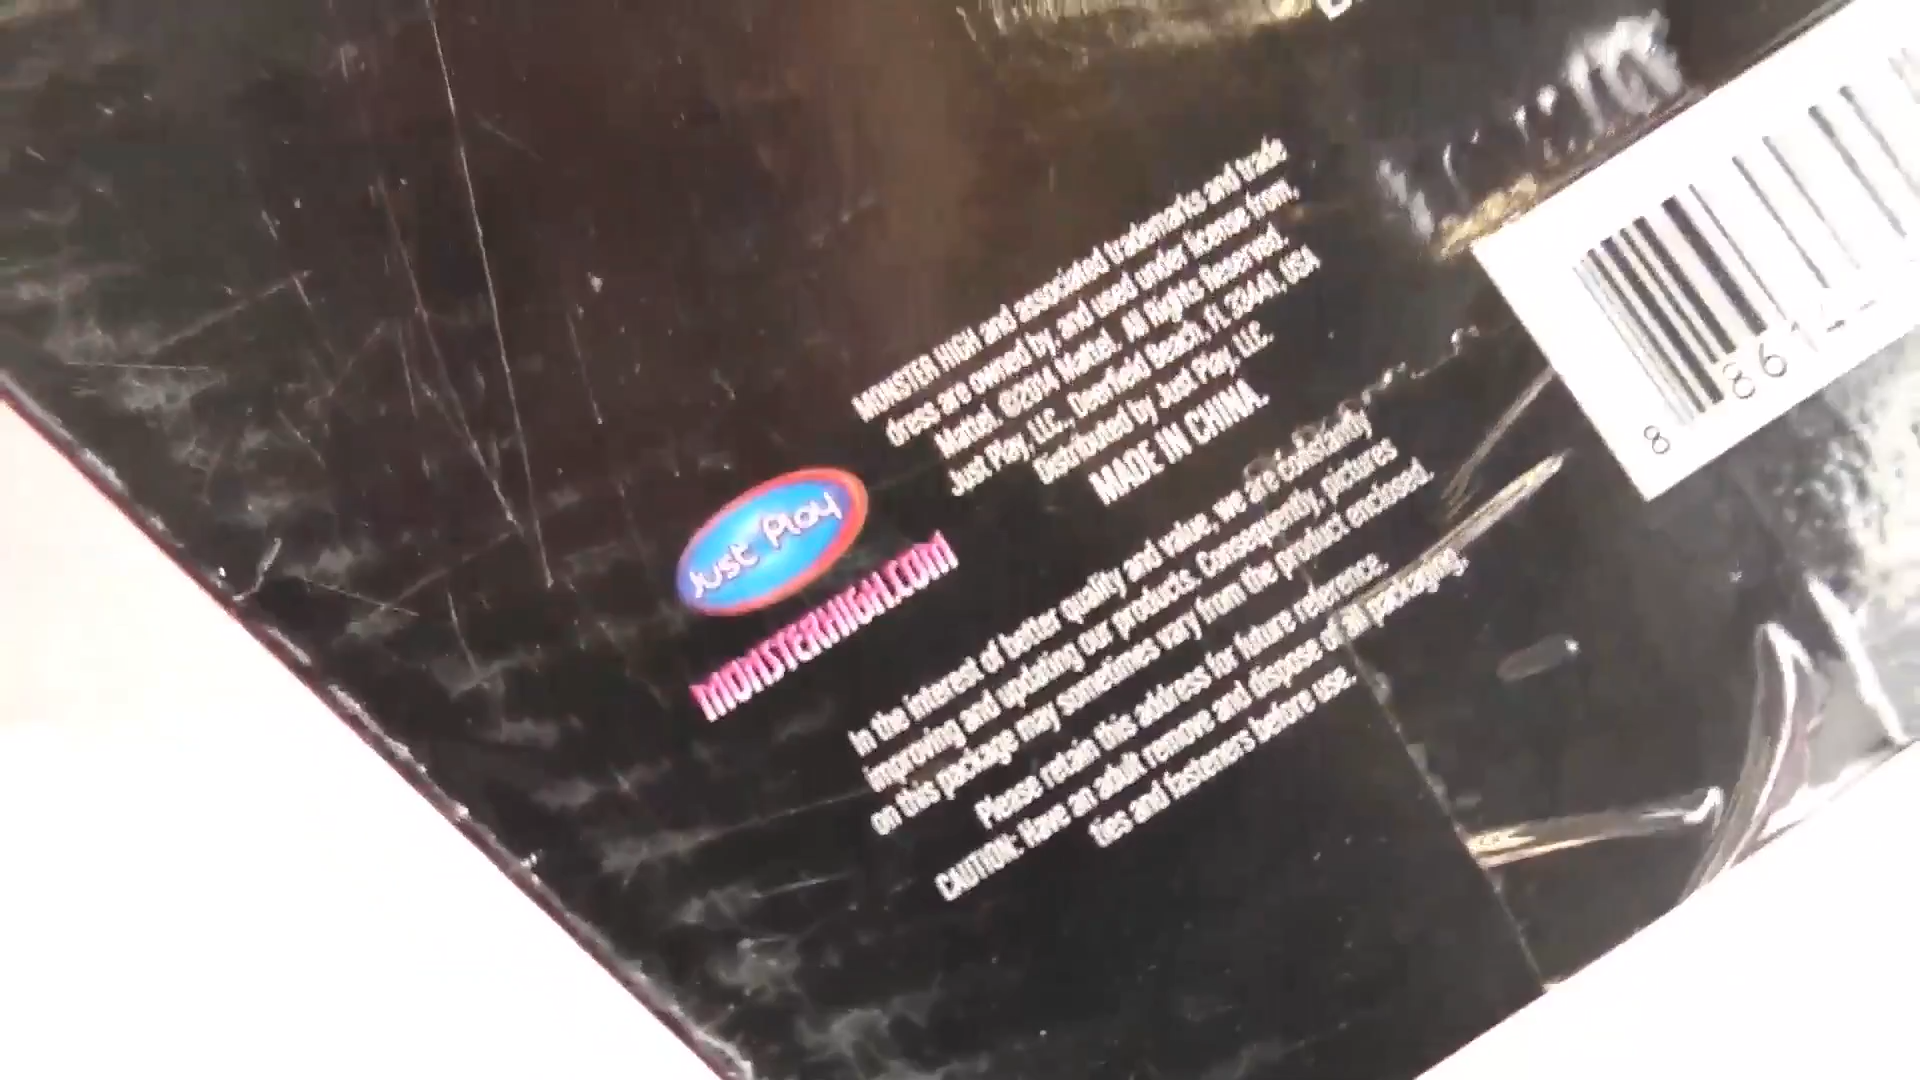 MONSTER HIGH and associated trademarks and trade
dress are owned by, and used under license from,
Mattel. ©2014 Mattel. All Rights Reserved.
Just Play, LLC, Deerfield Beach, FL 33441, USA
Distributed by Just Play, LLC.
MADE IN CHINA.
Just Play
MONSTERHIGH.COM
In the interest of better quality and value, we are constantly
improving and updating our products. Consequently, pictures
on this package may sometimes vary from the product enclosed.
Please retain this address for future reference.
CAUTION: Have an adult remove and dispose of all packaging,
ties and fasteners before use.
8 861